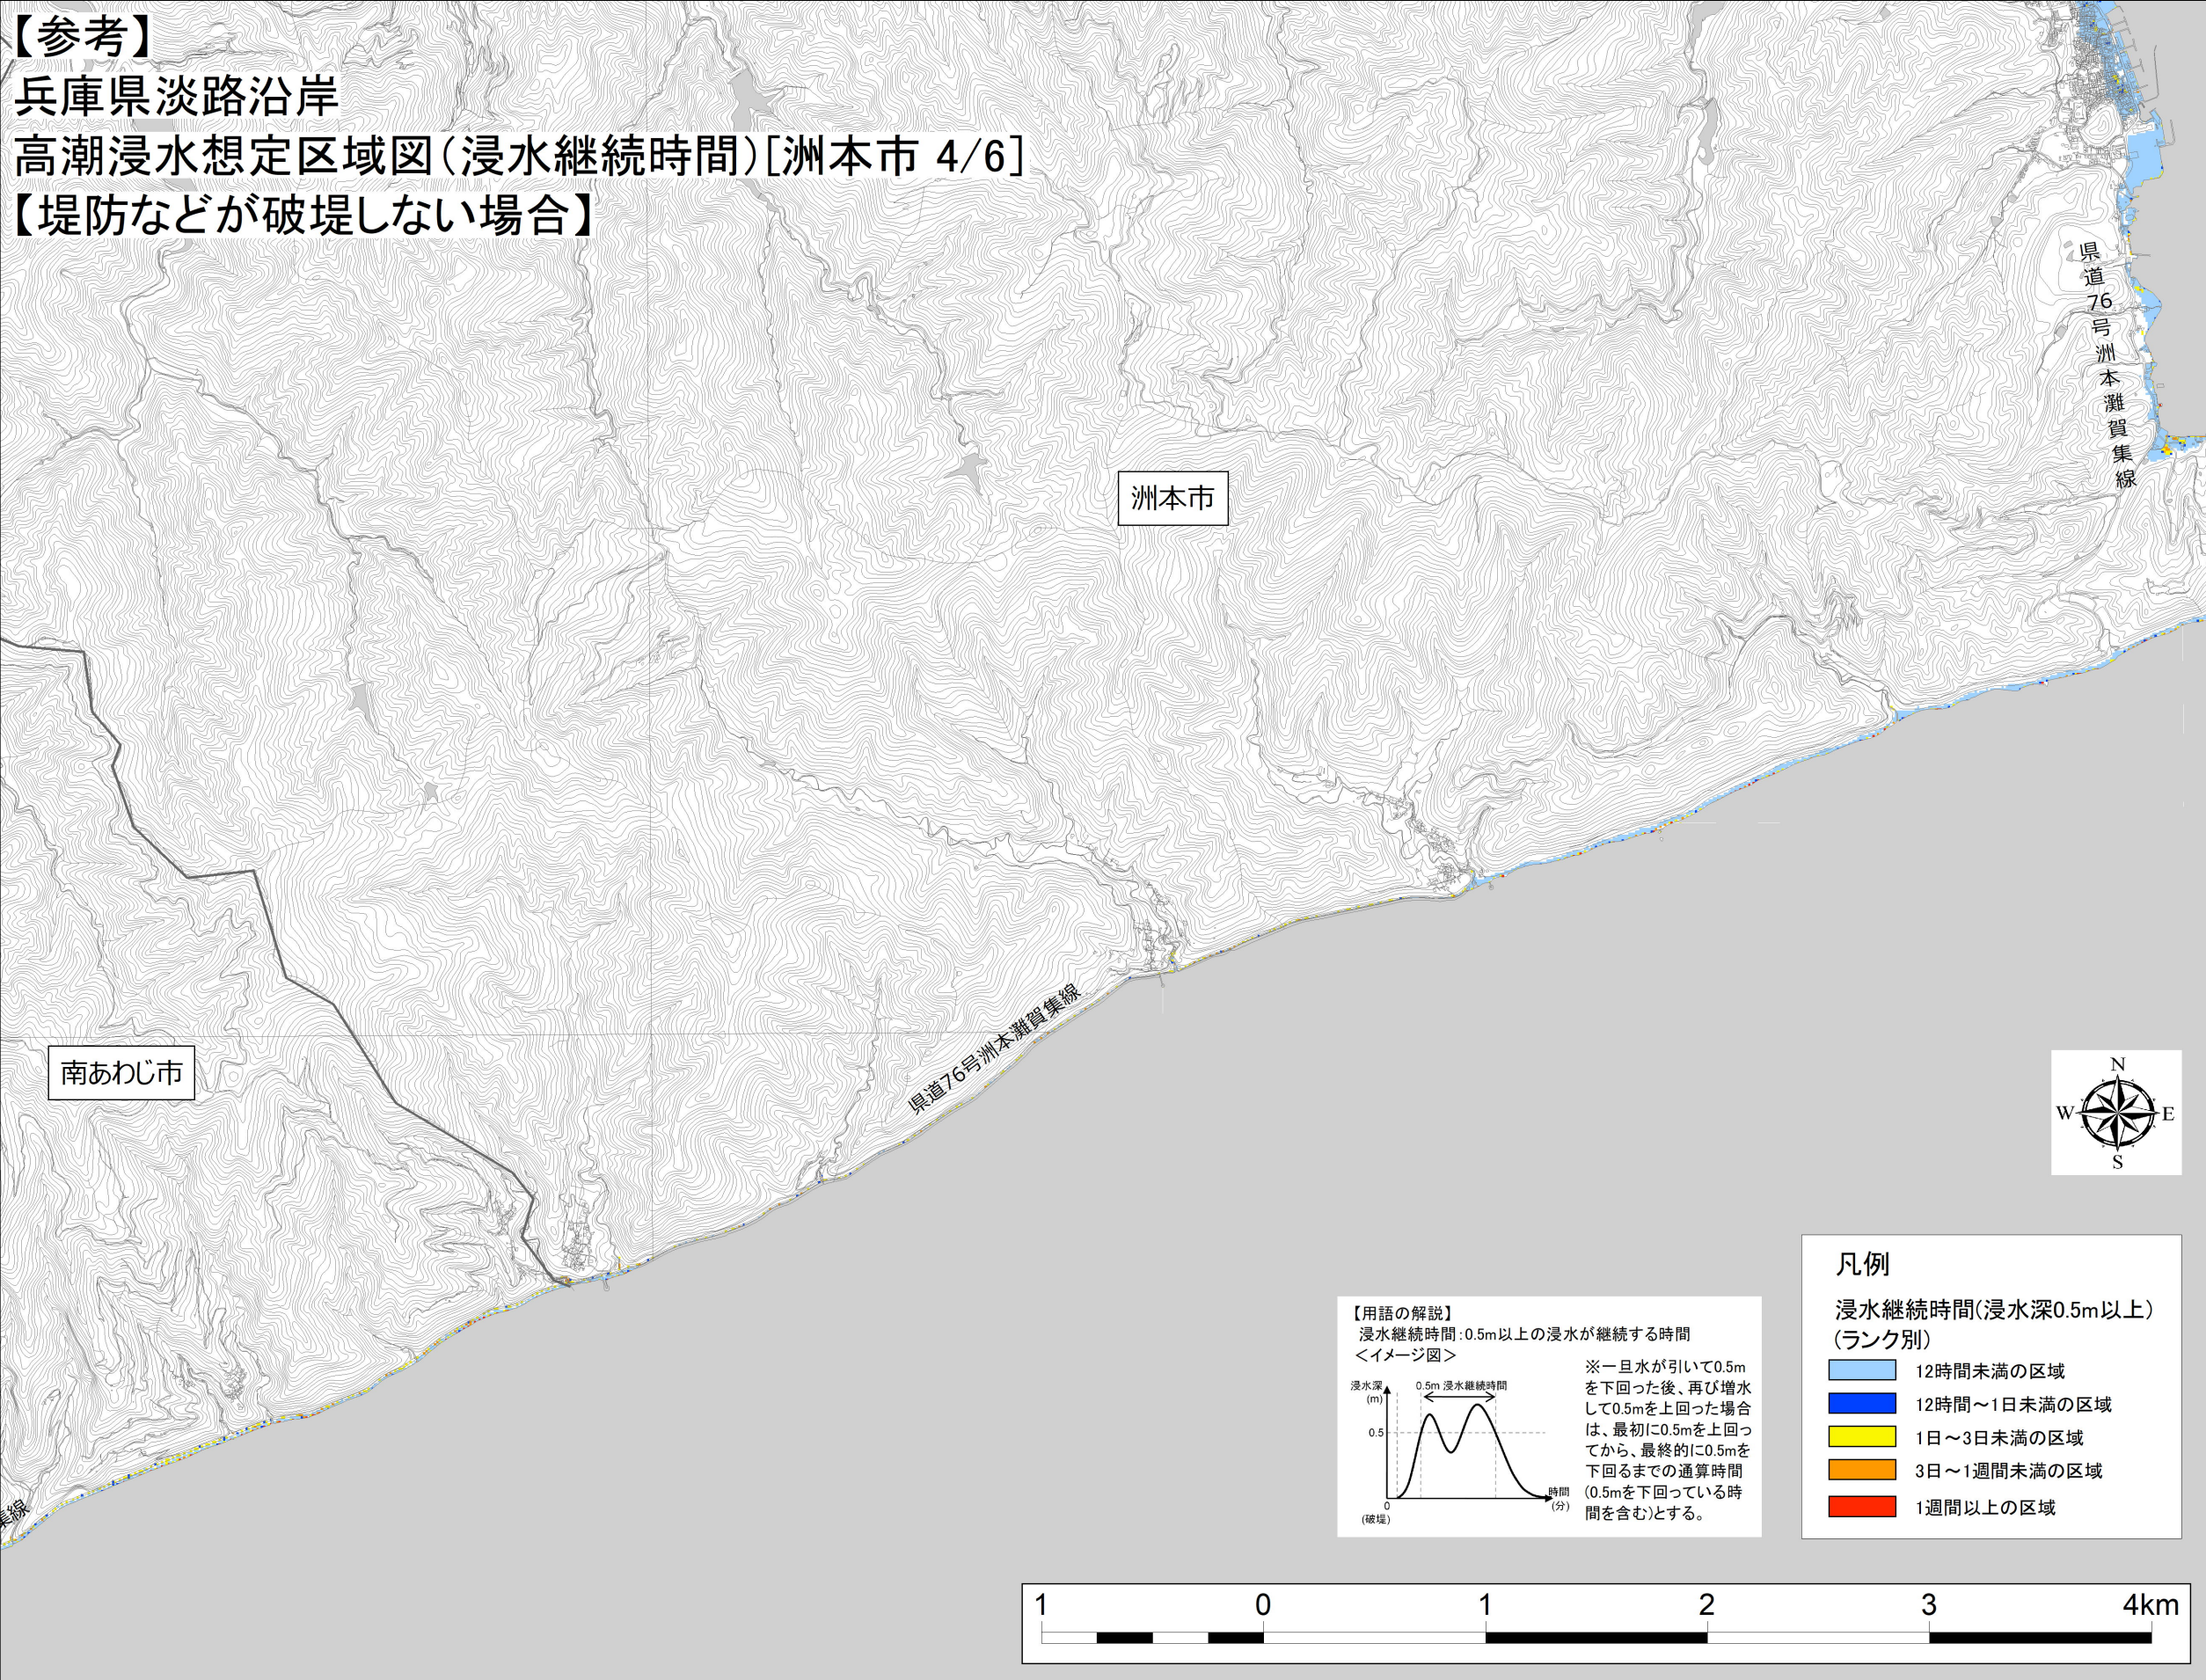 【参考】
兵庫県淡路沿岸
高潮浸水想定区域図(浸水継続時間)[洲本市 4/6]
【堤防などが破堤しない場合】
県道76号洲本灘賀集線
洲本市
南あわじ市
県道76号洲本灘賀集線
集線
N
W
E
S
【用語の解説】
浸水継続時間:0.5m以上の浸水が継続する時間
<イメージ図>
浸水深
(m)
0.5m 浸水継続時間
0.5
0
(破堤)
時間
(分)
※一旦水が引いて0.5m
を下回った後、再び増水
して0.5mを上回った場合
は、最初に0.5mを上回っ
てから、最終的に0.5mを
下回るまでの通算時間
(0.5mを下回っている時
間を含む)とする。
凡例
浸水継続時間(浸水深0.5m以上)
(ランク別)
12時間未満の区域
12時間~1日未満の区域
1日~3日未満の区域
3日~1週間未満の区域
1週間以上の区域
1 0 1 2 3 4km